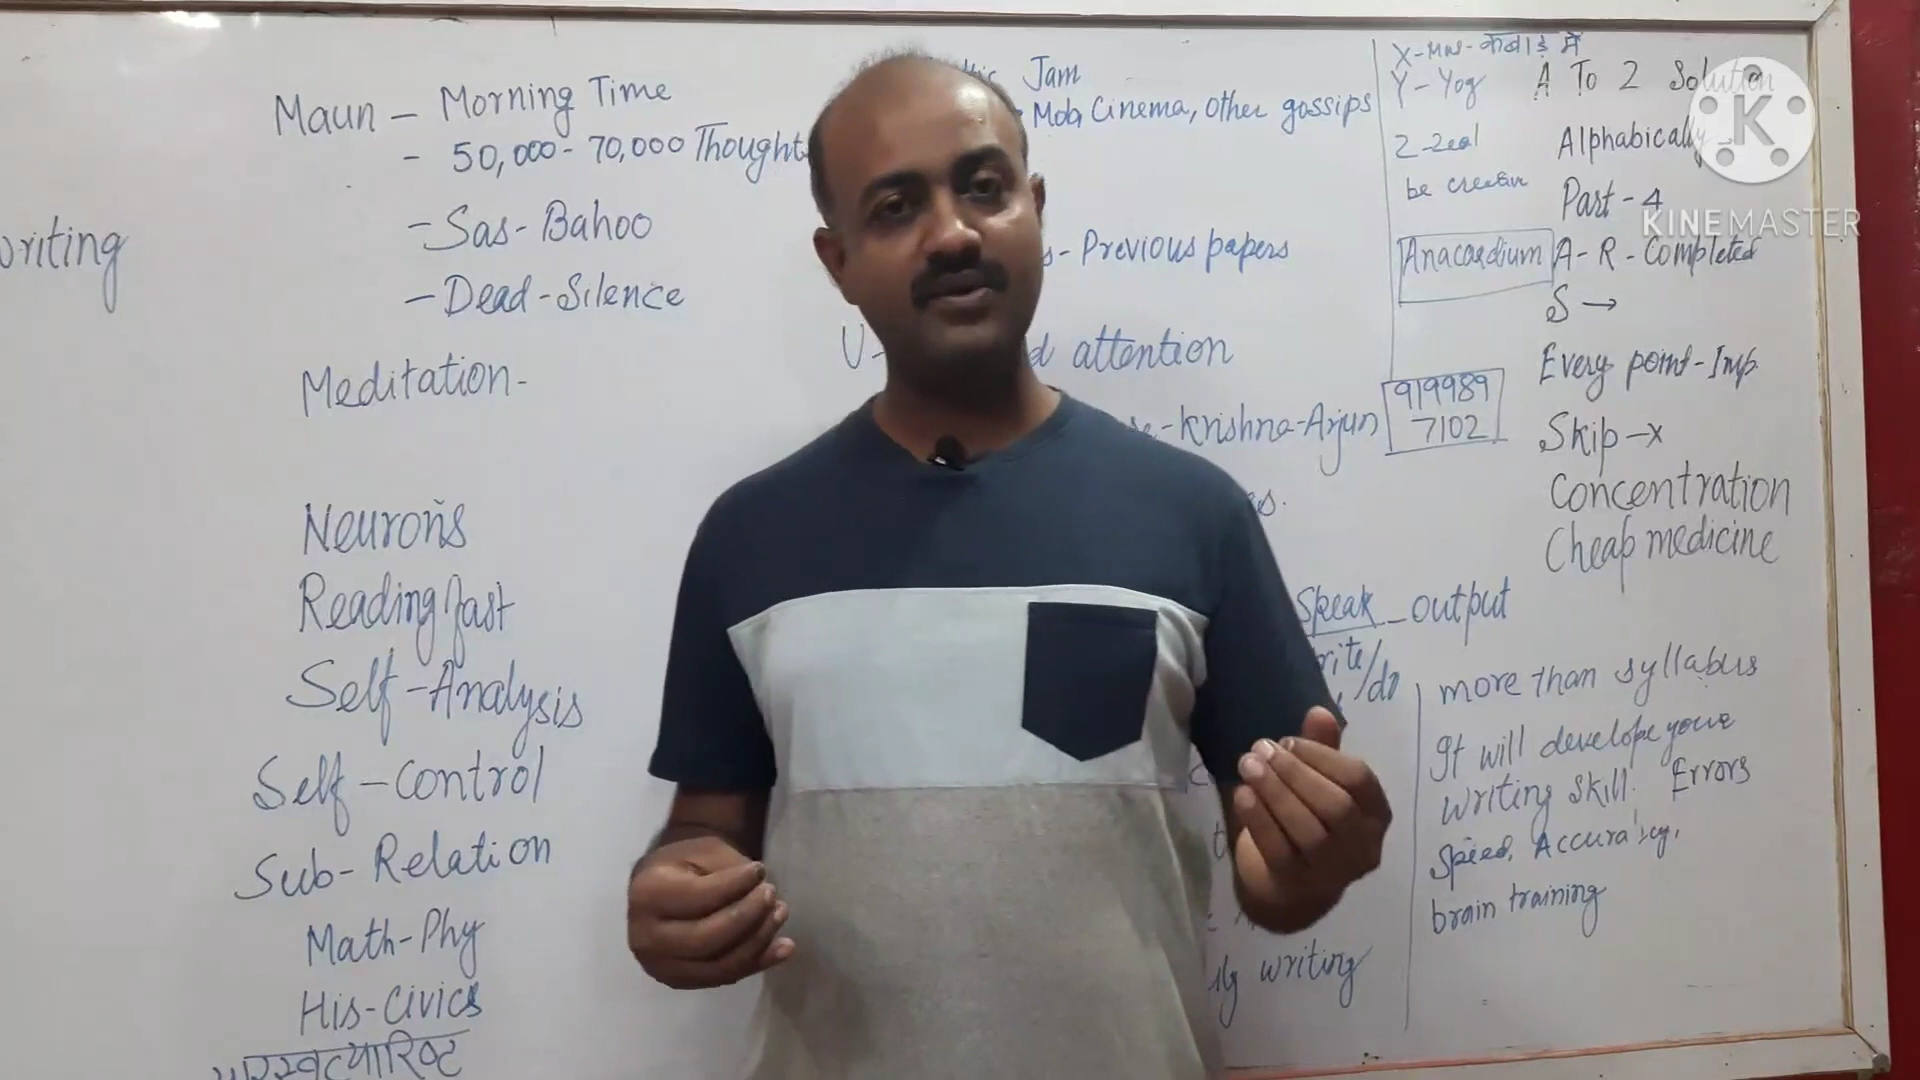 writing
Maun - Morning Time
- 50,000 - 70,000 Thought
- Sas - Bahoo
- Dead - Silence
Meditation -
Neurons
Reading fast
Self - Analysis
Self - control
Sub - Relation
Math - Phy
His - Civics
Jam
Mob, Cinema, other gossips
- Previous papers
U - attention
- Krishna - Arjun
Speak - output
/do
writing
Y - Yog
Z - Zeal
be creative
Anacardium
919989
7102
A To Z Solution
Alphabically
Part - 4
A - R - Completed
S →
Every point - Imp.
Skip - x
Concentration
Cheap medicine
more than syllabus
It will develope your
writing skill. Errors
Speed, Accuracy,
brain training
K
KINEMASTER